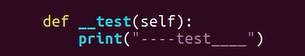 def __test(self):
    print("----test____")